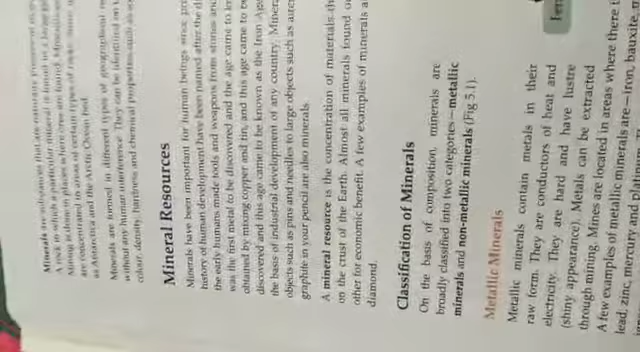 Minerals are substances that are
A rock in which a particular mineral is found in a large
Mining is done in places where ores are found. Mineral
are concentrated in areas of certain types of rocks.
as Antarctica and the Arctic Ocean bed.
Minerals are formed in different types of geographical
without any human interference. They can be identified on
colour, density, hardness and chemical properties such as
Mineral Resources
Minerals have been important for human beings since
history of human development have been named after the
the early humans made tools and weapons from stones and
was the first metal to be discovered and the age came to
obtained by mixing copper and tin, and this age came to be
discovered and this age came to be known as the Iron Age
the basis of industrial development of any country.
objects such as pins and needles to large objects such as
graphite in your pencil are also minerals.
A mineral resource is the concentration of materials
on the crust of the Earth. Almost all minerals found
other for economic benefit. A few examples of minerals
diamond.
Classification of Minerals
On the basis of composition, minerals are
broadly classified into two categories—metallic
minerals and non-metallic minerals (Fig 5.1).
Metallic Minerals
Metallic minerals contain metals in their
raw form. They are conductors of heat and
electricity. They are hard and have lustre
(shiny appearance). Metals can be extracted
through mining. Mines are located in areas where there
A few examples of metallic minerals are—iron, bauxite,
lead, zinc, mercury and platinum